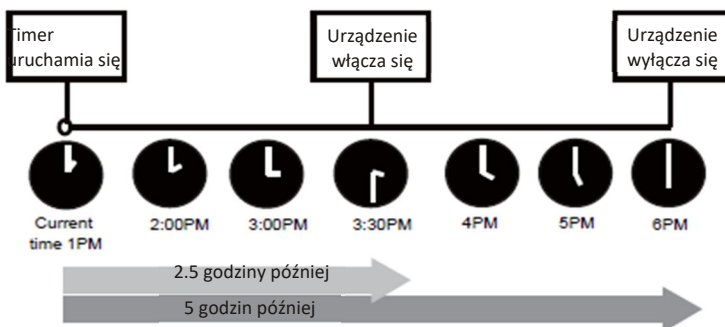 Timer
uruchamia się
Urządzenie
włącza się
Urządzenie
wyłącza się
Current
time 1PM
2:00PM
3:00PM
3:30PM
4PM
5PM
6PM
2.5 godziny później
5 godzin później